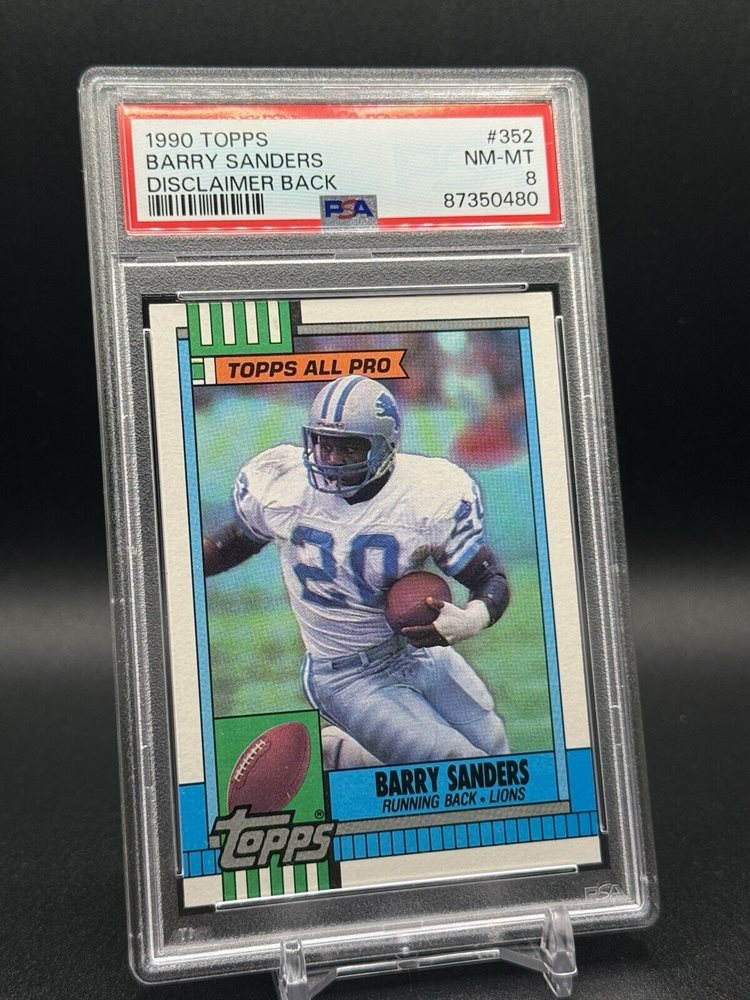 1990 TOPPS #352
BARRY SANDERS NM-MT
DISCLAIMER BACK 8
PSA 87350480
TOPPS ALL PRO
20
20
BARRY SANDERS
RUNNING BACK • LIONS
TOPPS®
PSA